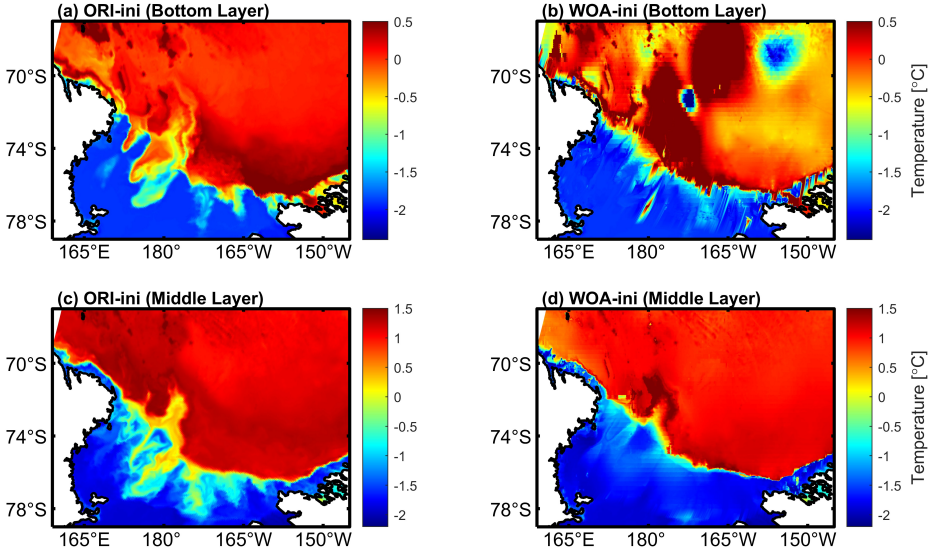 (a) ORI-ini (Bottom Layer)
70°S
74°S
78°S
165°E 180° 165°W 150°W
0.5
0
-0.5
-1
-1.5
-2
(b) WOA-ini (Bottom Layer)
70°S
74°S
78°S
165°E 180° 165°W 150°W
0.5
0
-0.5
-1
-1.5
-2
Temperature [°C]
(c) ORI-ini (Middle Layer)
70°S
74°S
78°S
165°E 180° 165°W 150°W
1.5
1
0.5
0
-0.5
-1
-1.5
-2
(d) WOA-ini (Middle Layer)
70°S
74°S
78°S
165°E 180° 165°W 150°W
1.5
1
0.5
0
-0.5
-1
-1.5
-2
Temperature [°C]